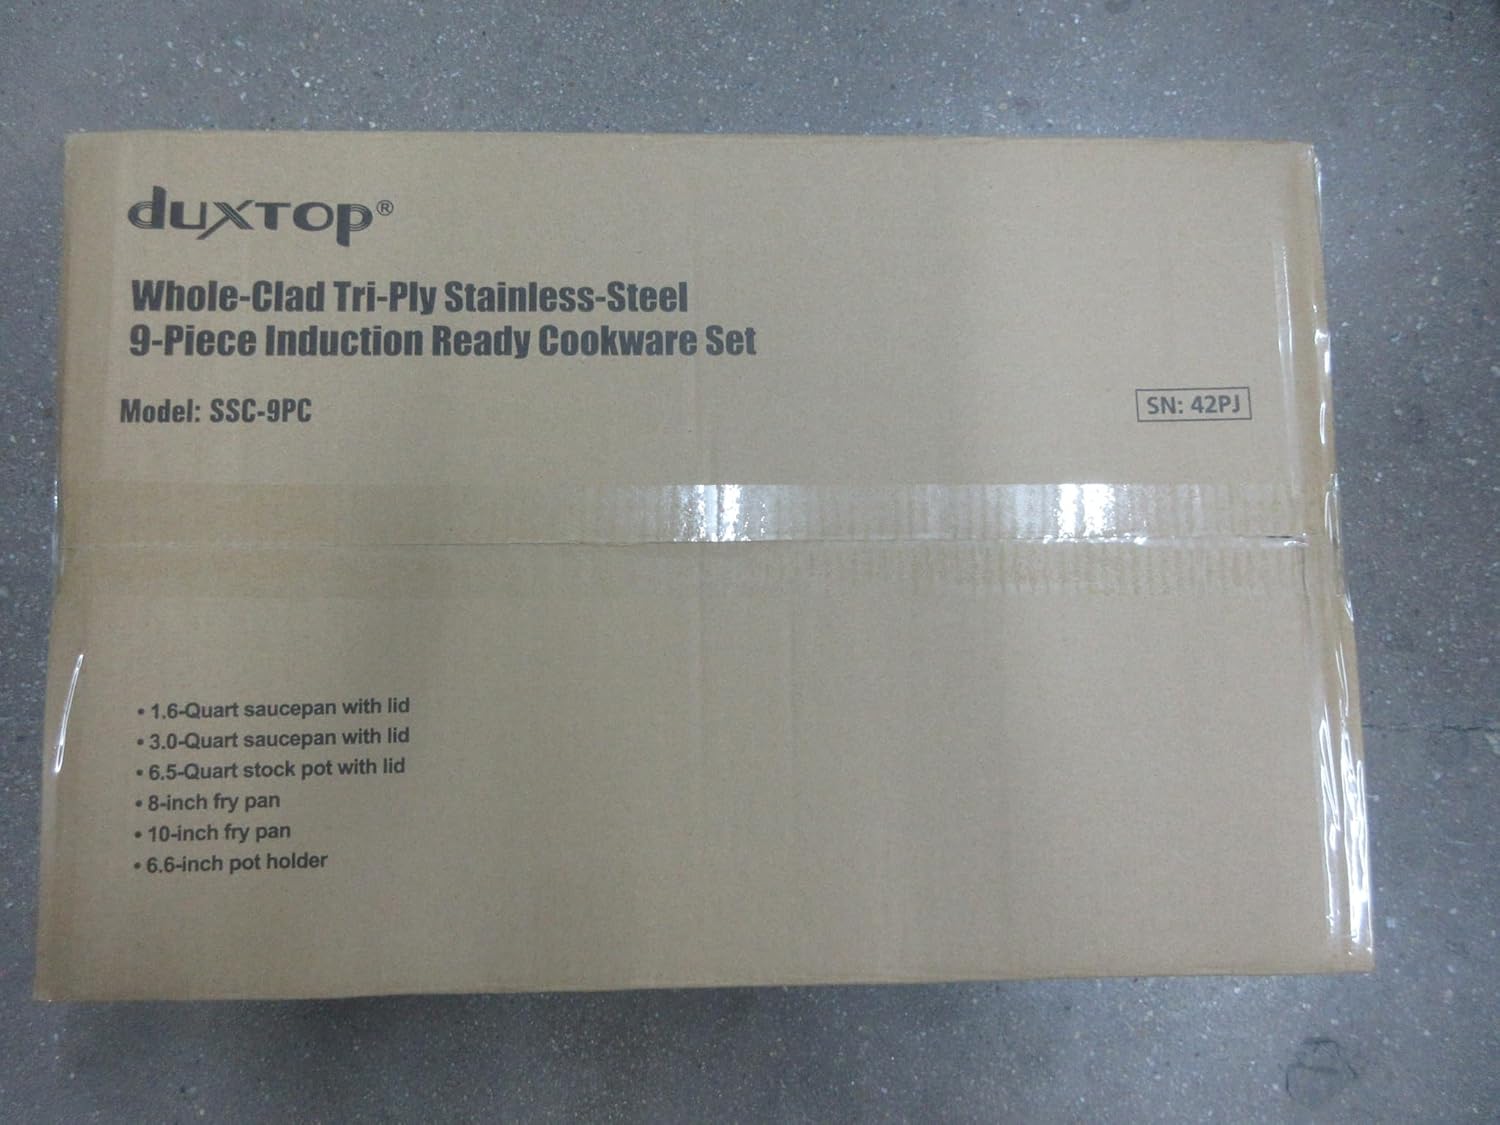 duxtop®
Whole-Clad Tri-Ply Stainless-Steel
9-Piece Induction Ready Cookware Set
Model: SSC-9PC
SN: 42PJ
• 1.6-Quart saucepan with lid
• 3.0-Quart saucepan with lid
• 6.5-Quart stock pot with lid
• 8-inch fry pan
• 10-inch fry pan
• 6.6-inch pot holder